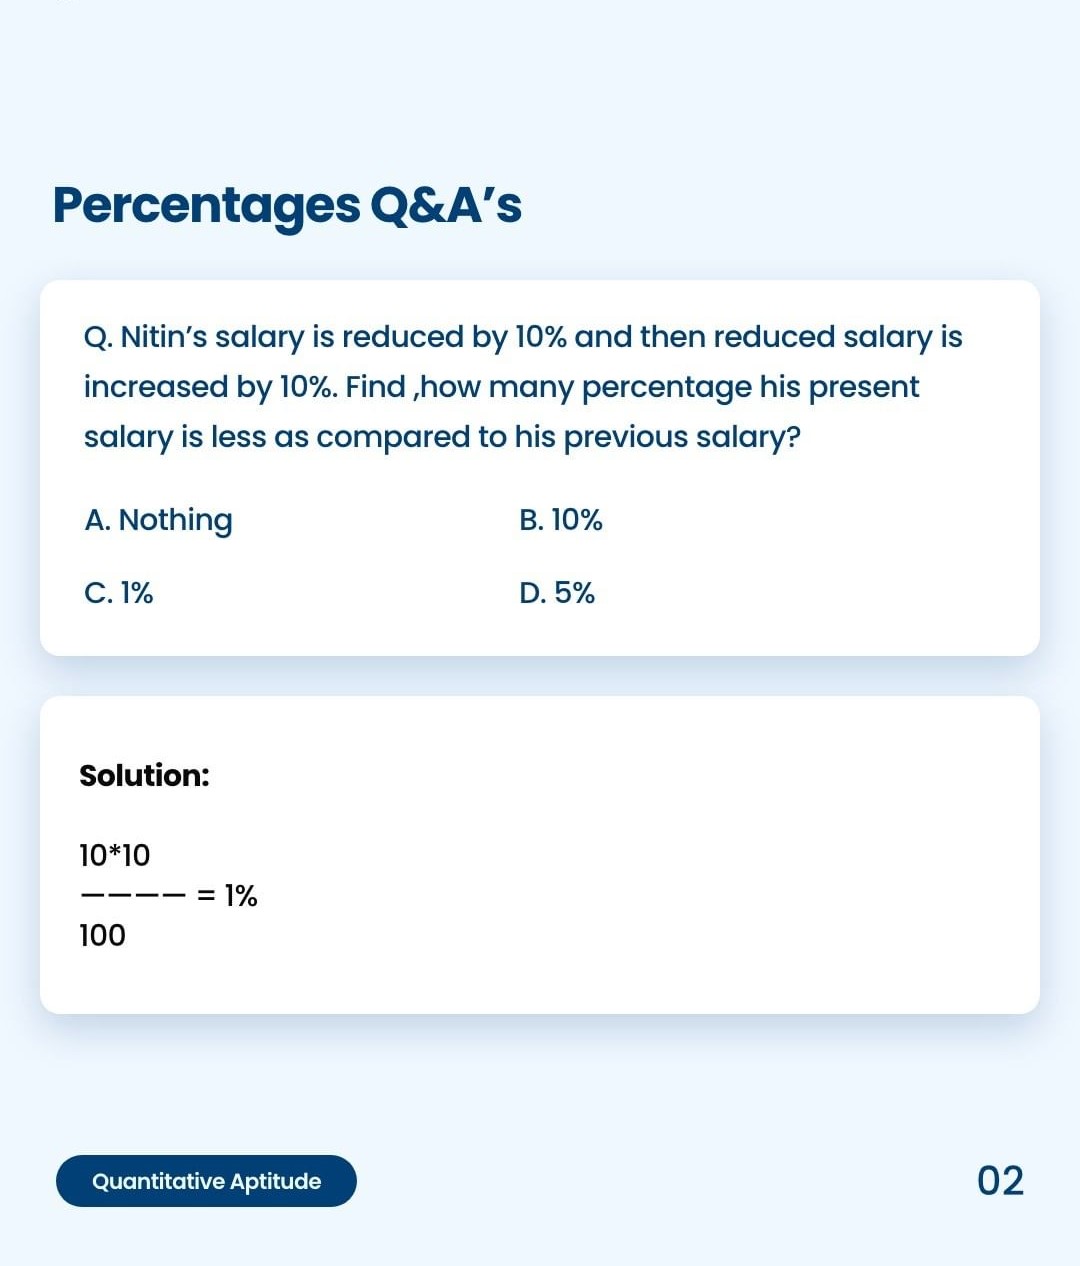 Percentages Q&A’s
Q. Nitin’s salary is reduced by 10% and then reduced salary is
increased by 10%. Find ,how many percentage his present
salary is less as compared to his previous salary?
A. Nothing
B. 10%
C. 1%
D. 5%
Solution:
10*10
———— = 1%
100
Quantitative Aptitude
02